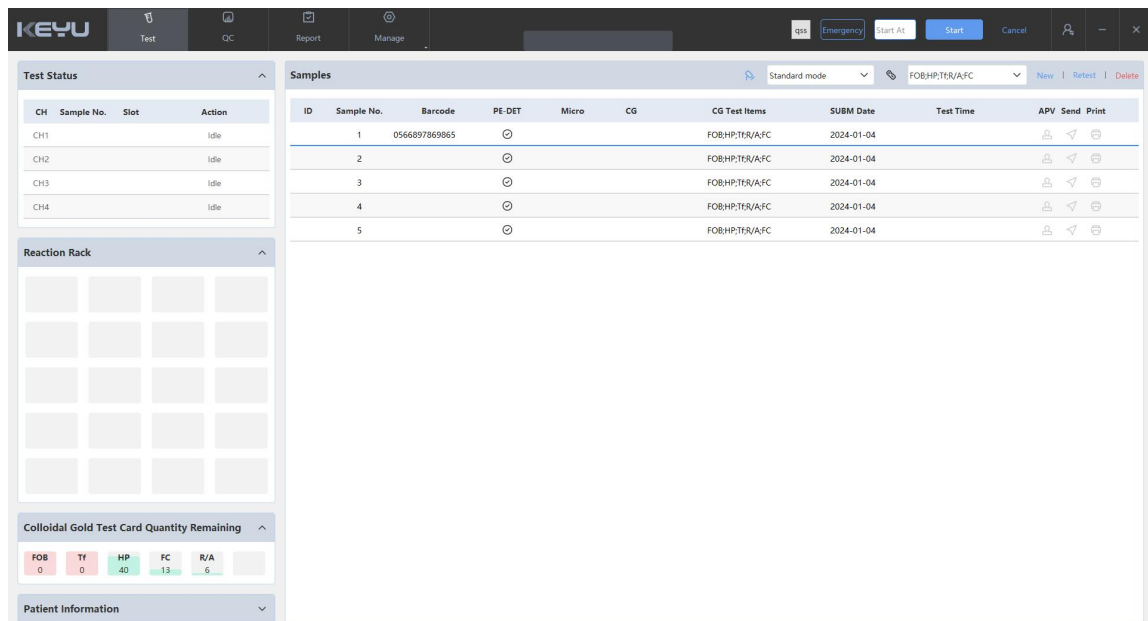 KEYU
Test QC Report Manage
qss Emergency Start At Start Cancel
Test Status
CH Sample No. Slot Action
CH1 Idle
CH2 Idle
CH3 Idle
CH4 Idle
Reaction Rack
Colloidal Gold Test Card Quantity Remaining
FOB Tf HP FC R/A
0 0 40 13 6
Patient Information
Samples Standard mode FOB;HP;Tf;R/A;FC New | Retest | Delete
ID Sample No. Barcode PE-DET Micro CG CG Test Items SUBM Date Test Time APV Send Print
1 0566897869865 FOB;HP;Tf;R/A;FC 2024-01-04
2 FOB;HP;Tf;R/A;FC 2024-01-04
3 FOB;HP;Tf;R/A;FC 2024-01-04
4 FOB;HP;Tf;R/A;FC 2024-01-04
5 FOB;HP;Tf;R/A;FC 2024-01-04